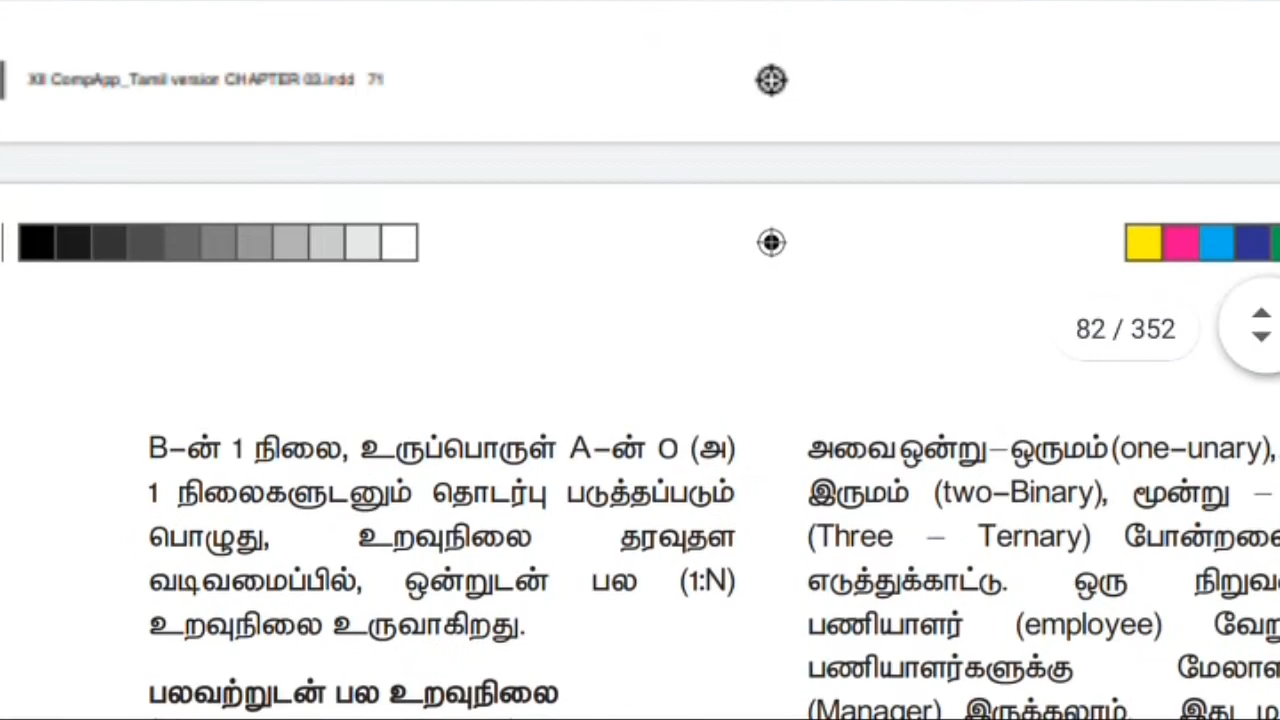 XII CompApp_Tamil version CHAPTER 03.indd 71
82 / 352
B–ன் 1 நிலை, உருப்பொருள் A–ன் 0 (அ)
1 நிலைகளுடனும் தொடர்பு படுத்தப்படும்
பொழுது, உறவுநிலை தரவுதள
வடிவமைப்பில், ஒன்றுடன் பல (1:N)
உறவுநிலை உருவாகிறது.
பலவற்றுடன் பல உறவுநிலை
அவை ஒன்று–ஒருமம் (one–unary),
இருமம் (two–Binary), மூன்று –
(Three – Ternary)
எடுத்துக்காட்டு. ஒரு
பணியாளர் (employee)
பணியாளர்களுக்கு
(Manager) இருக்கலாம்.